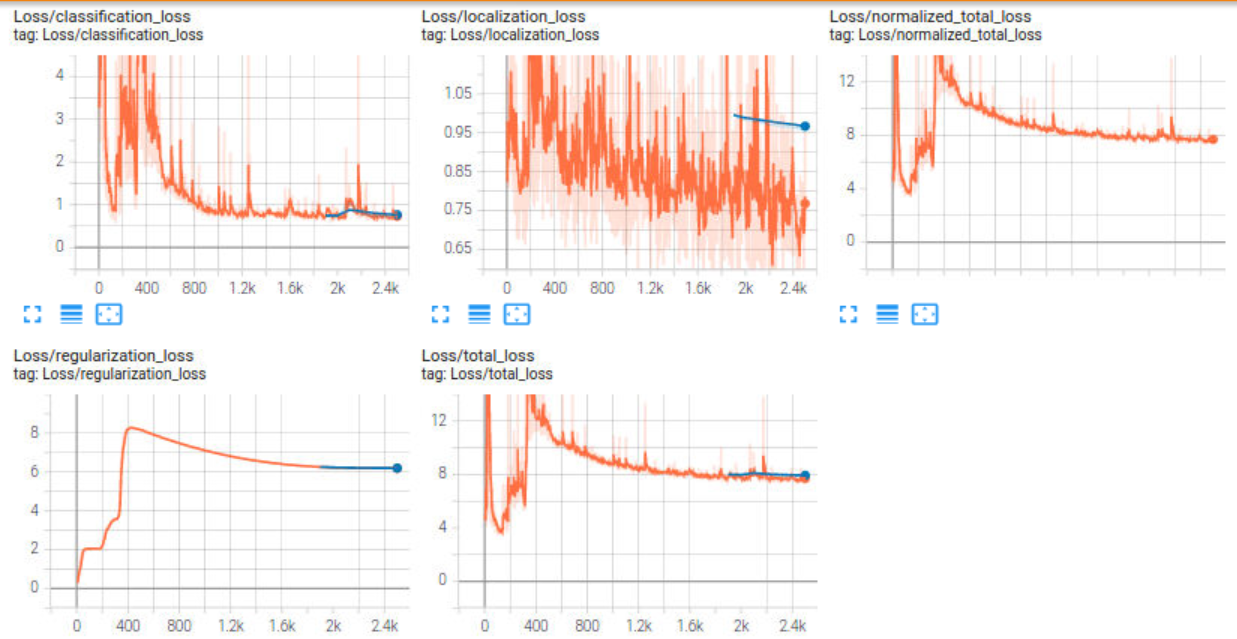 Loss/classification_loss
tag: Loss/classification_loss
4
3
2
1
0
0 400 800 1.2k 1.6k 2k 2.4k
Loss/localization_loss
tag: Loss/localization_loss
1.05
0.95
0.85
0.75
0.65
0 400 800 1.2k 1.6k 2k 2.4k
Loss/normalized_total_loss
tag: Loss/normalized_total_loss
12
8
4
0
Loss/regularization_loss
tag: Loss/regularization_loss
8
6
4
2
0
0 400 800 1.2k 1.6k 2k 2.4k
Loss/total_loss
tag: Loss/total_loss
12
8
4
0
0 400 800 1.2k 1.6k 2k 2.4k